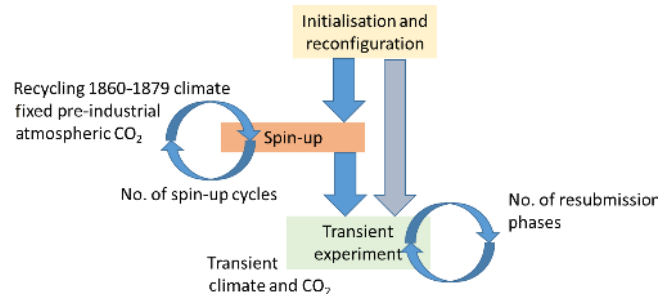 Initialisation and
reconfiguration
Recycling 1860-1879 climate
fixed pre-industrial
atmospheric CO₂
Spin-up
No. of spin-up cycles
No. of resubmission
phases
Transient
experiment
Transient
climate and CO₂